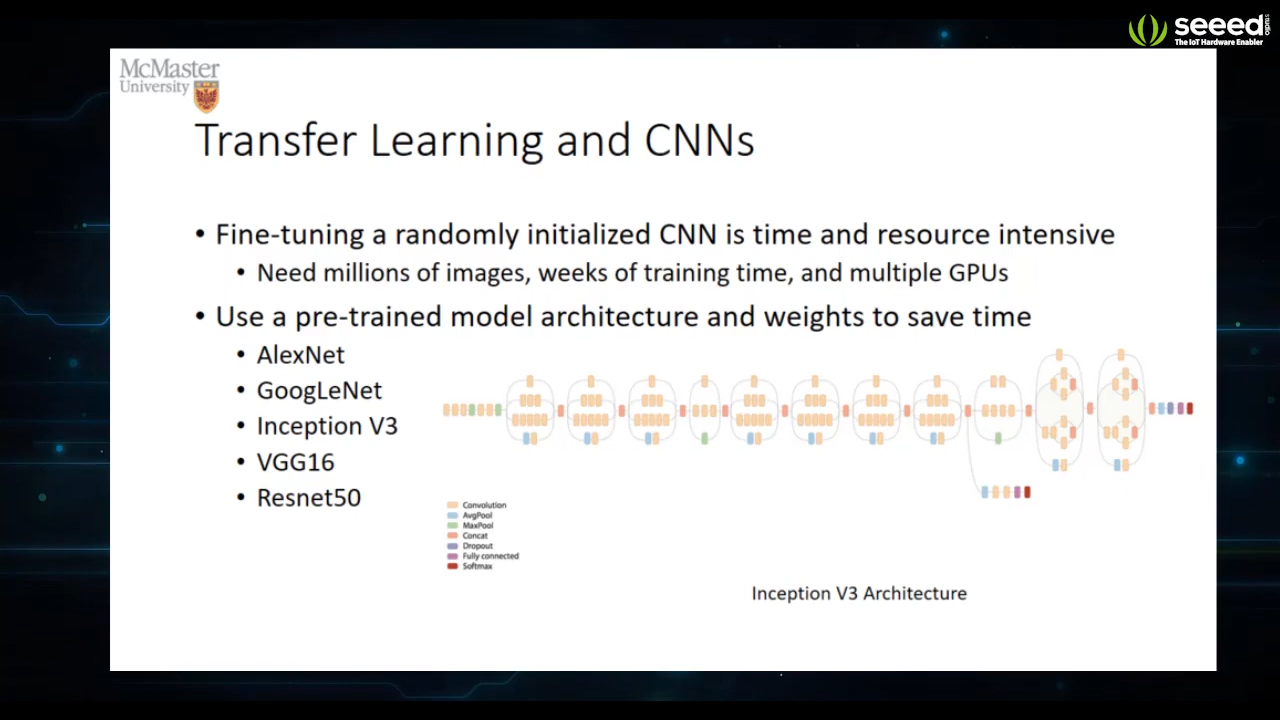 seeed
studio
The IoT Hardware Enabler
McMaster
University
Transfer Learning and CNNs
• Fine-tuning a randomly initialized CNN is time and resource intensive
• Need millions of images, weeks of training time, and multiple GPUs
• Use a pre-trained model architecture and weights to save time
• AlexNet
• GoogLeNet
• Inception V3
• VGG16
• Resnet50
Convolution
AvgPool
MaxPool
Concat
Dropout
Fully connected
Softmax
Inception V3 Architecture